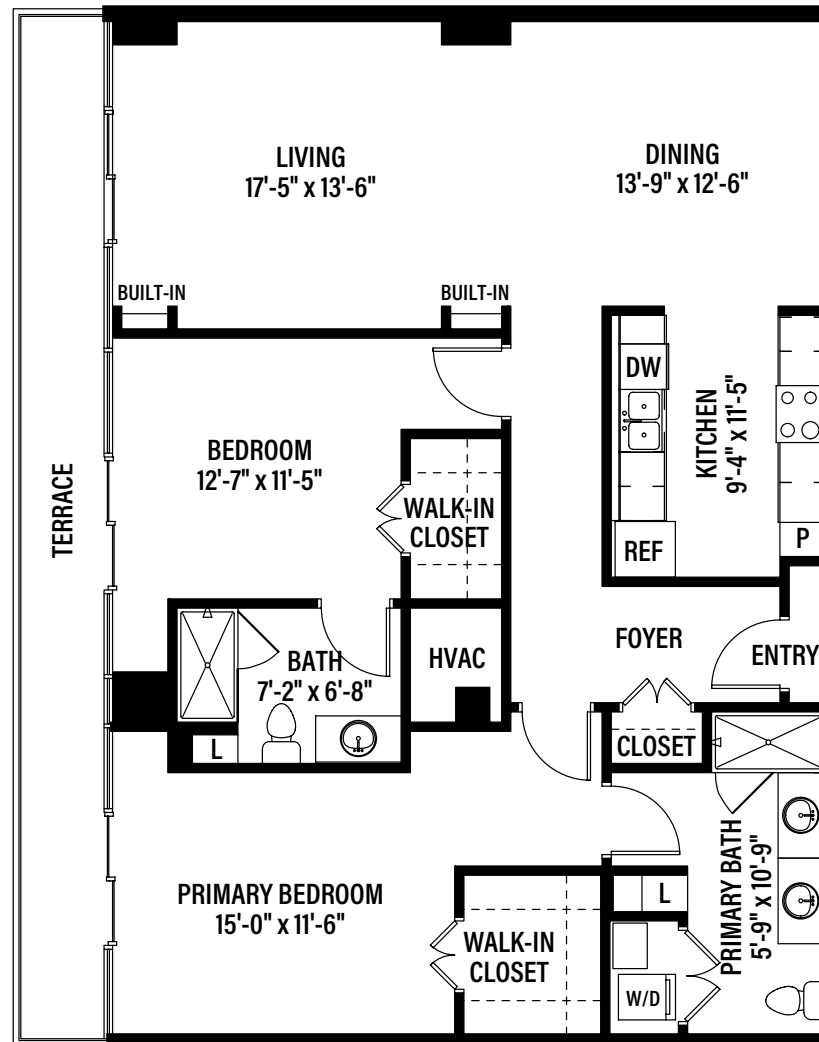 LIVING
17'-5" x 13'-6"
DINING
13'-9" x 12'-6"
BUILT-IN
BUILT-IN
DW
KITCHEN
9'-4" x 11'-5"
BEDROOM
12'-7" x 11'-5"
TERRACE
WALK-IN
CLOSET
REF
P
FOYER
ENTRY
BATH
7'-2" x 6'-8"
HVAC
L
CLOSET
PRIMARY BATH
5'-9" x 10'-9"
PRIMARY BEDROOM
15'-0" x 11'-6"
L
WALK-IN
CLOSET
W/D